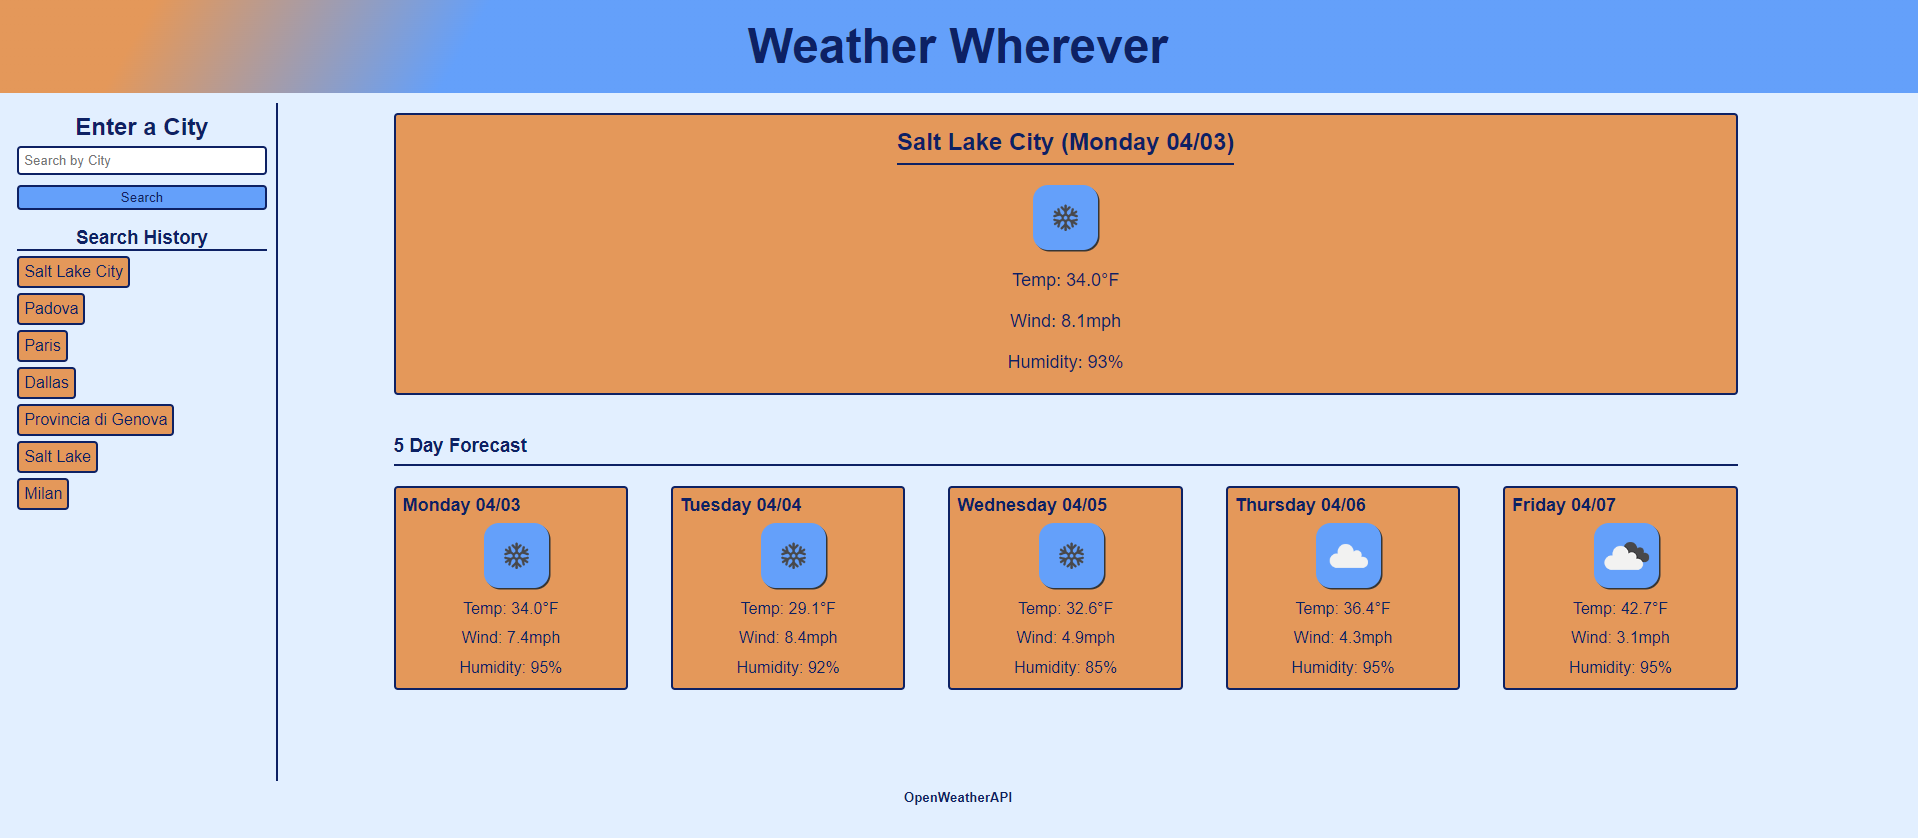 Weather Wherever
Enter a City
Search by City
Search
Search History
Salt Lake City
Padova
Paris
Dallas
Provincia di Genova
Salt Lake
Milan
Salt Lake City (Monday 04/03)
Temp: 34.0°F
Wind: 8.1mph
Humidity: 93%
5 Day Forecast
Monday 04/03
Temp: 34.0°F
Wind: 7.4mph
Humidity: 95%
Tuesday 04/04
Temp: 29.1°F
Wind: 8.4mph
Humidity: 92%
Wednesday 04/05
Temp: 32.6°F
Wind: 4.9mph
Humidity: 85%
Thursday 04/06
Temp: 36.4°F
Wind: 4.3mph
Humidity: 95%
Friday 04/07
Temp: 42.7°F
Wind: 3.1mph
Humidity: 95%
OpenWeatherAPI